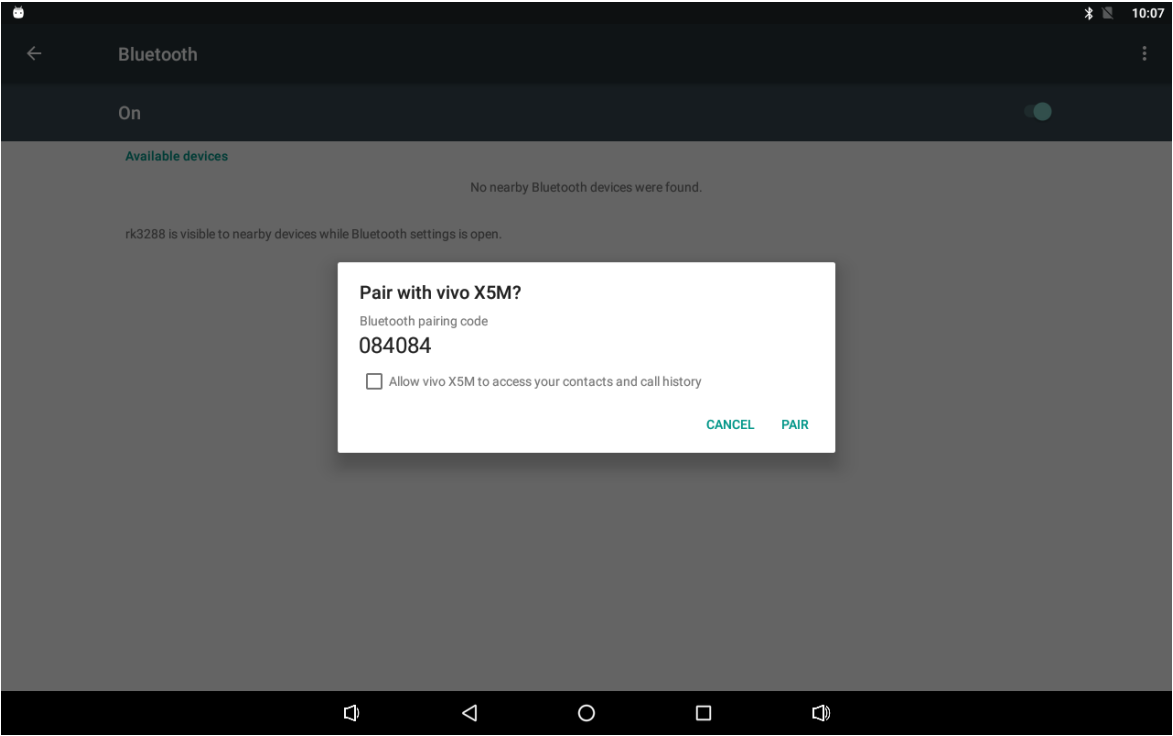 10:07
Bluetooth
On
Available devices
No nearby Bluetooth devices were found.
rk3288 is visible to nearby devices while Bluetooth settings is open.
Pair with vivo X5M?
Bluetooth pairing code
084084
Allow vivo X5M to access your contacts and call history
CANCEL PAIR